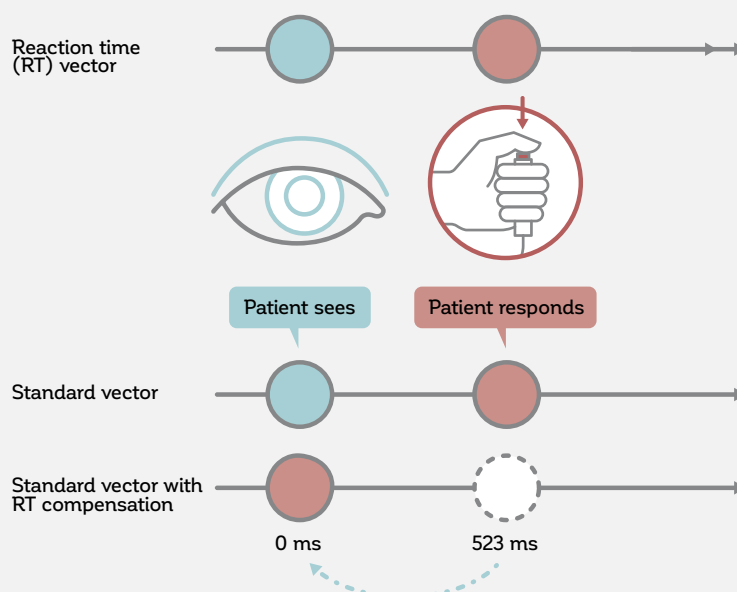 Reaction time
(RT) vector
Patient sees
Patient responds
Standard vector
Standard vector with
RT compensation
0 ms
523 ms